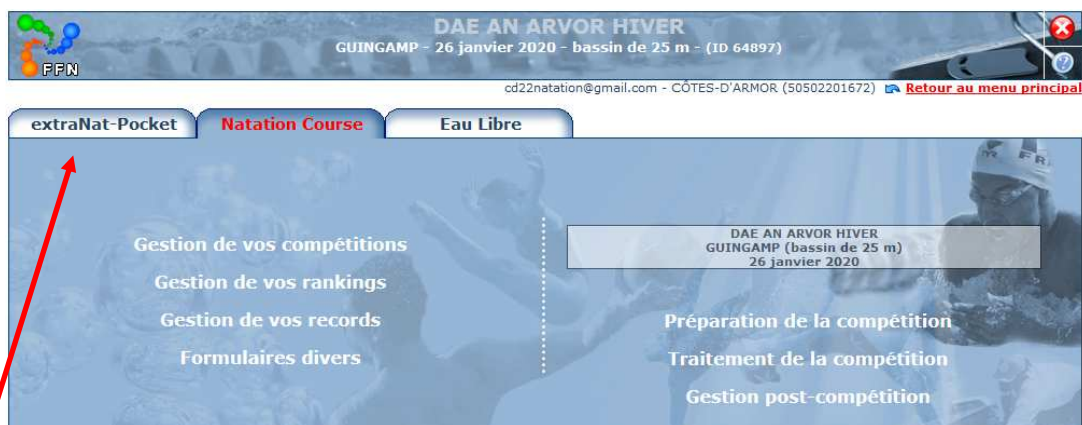 DAE AN ARVOR HIVER
GUINGAMP - 26 janvier 2020 - bassin de 25 m - (ID 64897)
FFN
cd22natation@gmail.com - CÔTES-D'ARMOR (50502201672) Retour au menu principal
extraNat-Pocket Natation Course Eau Libre
FR
DAE AN ARVOR HIVER
GUINGAMP (bassin de 25 m)
26 janvier 2020
Gestion de vos compétitions
Gestion de vos rankings
Gestion de vos records
Formulaires divers
Préparation de la compétition
Traitement de la compétition
Gestion post-compétition